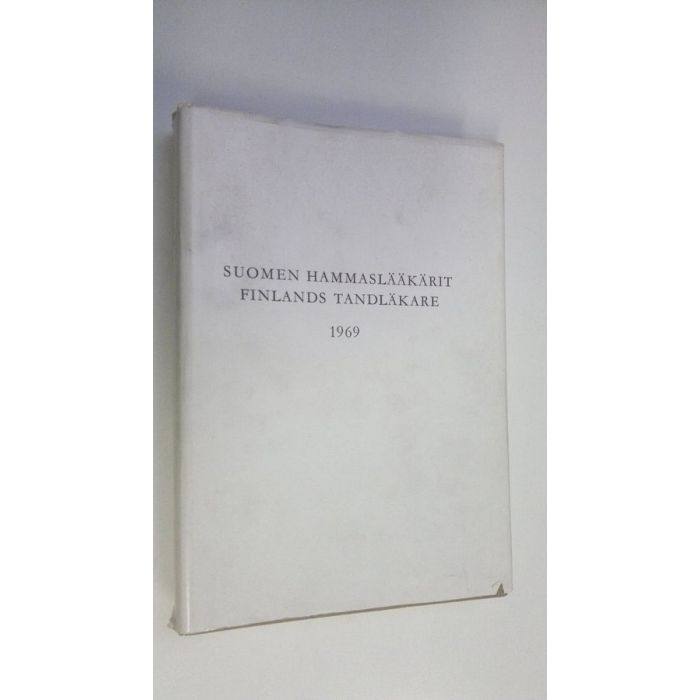 SUOMEN HAMMASLÄÄKÄRIT
FINLANDS TANDLÄKARE
1969